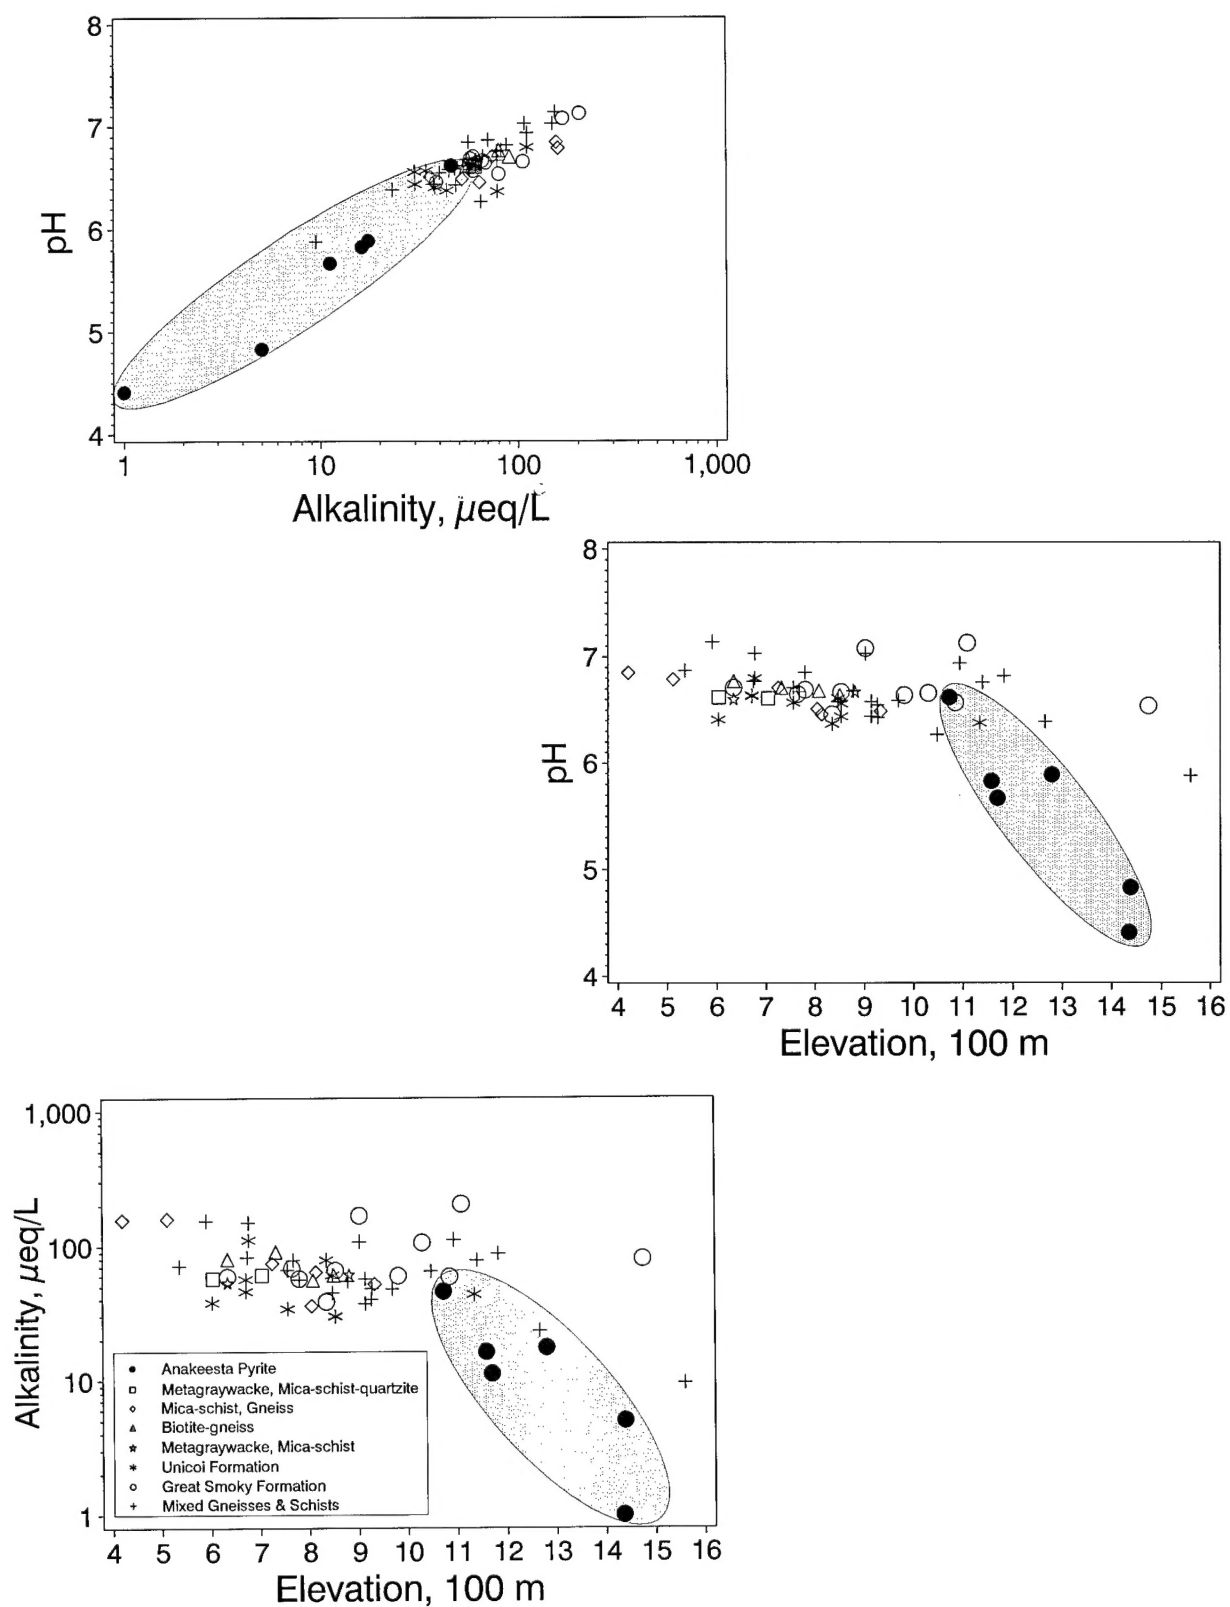 8
7
6
5
4
pH
1 10 100 1,000
Alkalinity, µeq/L
8
7
6
5
4
pH
4 5 6 7 8 9 10 11 12 13 14 15 16
Elevation, 100 m
1,000
100
10
1
Alkalinity, µeq/L
Anakeesta Pyrite
Metagraywacke, Mica-schist-quartzite
Mica-schist, Gneiss
Biotite-gneiss
Metagraywacke, Mica-schist
Unicoi Formation
Great Smoky Formation
Mixed Gneisses & Schists
4 5 6 7 8 9 10 11 12 13 14 15 16
Elevation, 100 m